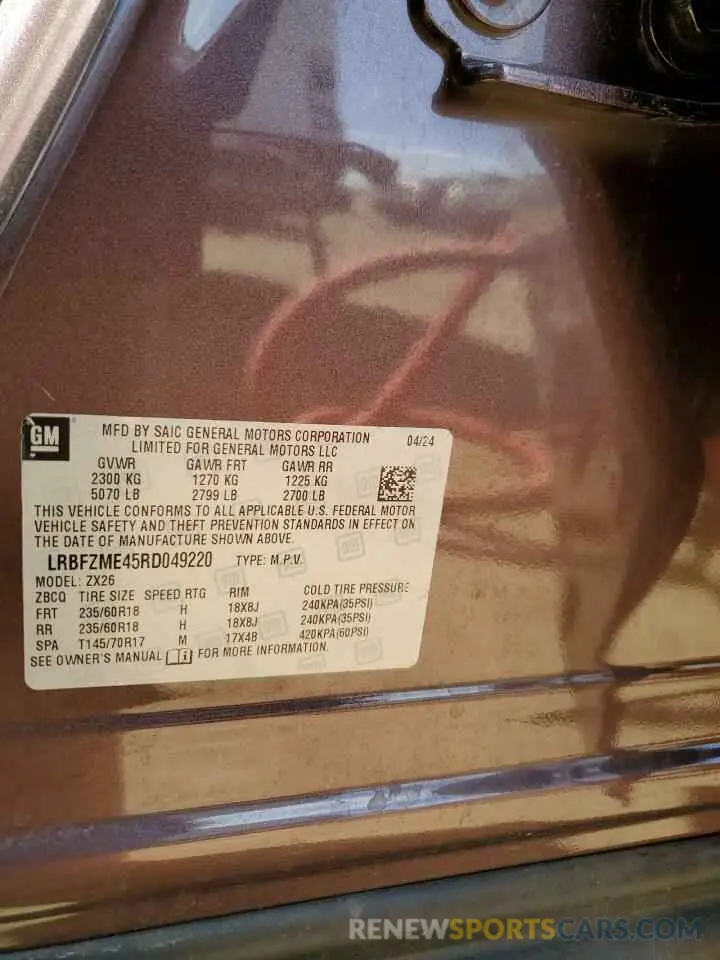 GM
MFD BY SAIC GENERAL MOTORS CORPORATION 04/24
LIMITED FOR GENERAL MOTORS LLC
GVWR GAWR FRT GAWR RR
2300 KG 1270 KG 1225 KG
5070 LB 2799 LB 2700 LB
THIS VEHICLE CONFORMS TO ALL APPLICABLE U.S. FEDERAL MOTOR
VEHICLE SAFETY AND THEFT PREVENTION STANDARDS IN EFFECT ON
THE DATE OF MANUFACTURE SHOWN ABOVE.
LRBFZME45RD049220 TYPE: M.P.V.
MODEL: ZX26
ZBCQ TIRE SIZE SPEED RTG RIM COLD TIRE PRESSURE
FRT 235/60R18 H 18X8J 240KPA(35PSI)
RR 235/60R18 H 18X8J 240KPA(35PSI)
SPA T145/70R17 M 17X4B 420KPA(60PSI)
SEE OWNER'S MANUAL FOR MORE INFORMATION.
RENEWSPORTSCARS.COM